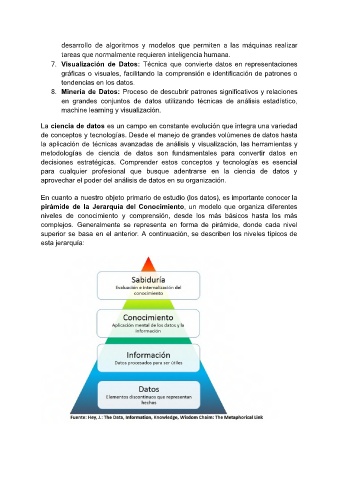 desarrollo de algoritmos y modelos que permiten a las máquinas realizar
tareas que normalmente requieren inteligencia humana.
7. Visualización de Datos: Técnica que convierte datos en representaciones
gráficas o visuales, facilitando la comprensión e identificación de patrones o
tendencias en los datos.
8. Minería de Datos: Proceso de descubrir patrones significativos y relaciones
en grandes conjuntos de datos utilizando técnicas de análisis estadístico,
machine learning y visualización.
La ciencia de datos es un campo en constante evolución que integra una variedad
de conceptos y tecnologías. Desde el manejo de grandes volúmenes de datos hasta
la aplicación de técnicas avanzadas de análisis y visualización, las herramientas y
metodologías de ciencia de datos son fundamentales para convertir datos en
decisiones estratégicas. Comprender estos conceptos y tecnologías es esencial
para cualquier profesional que busque adentrarse en la ciencia de datos y
aprovechar el poder del análisis de datos en su organización.
En cuanto a nuestro objeto primario de estudio (los datos), es importante conocer la
pirámide de la Jerarquía del Conocimiento, un modelo que organiza diferentes
niveles de conocimiento y comprensión, desde los más básicos hasta los más
complejos. Generalmente se representa en forma de pirámide, donde cada nivel
superior se basa en el anterior. A continuación, se describen los niveles típicos de
esta jerarquía:
Sabiduría
Evaluación e internalización del
conocimiento
Conocimiento
Aplicación mental de los datos y la
información
Información
Datos procesados para ser útiles
Datos
Elementos discontinuos que representan
hechos
Fuente: Hey, J.: The Data, Information, Knowledge, Wisdom Chain: The Metaphorical Link